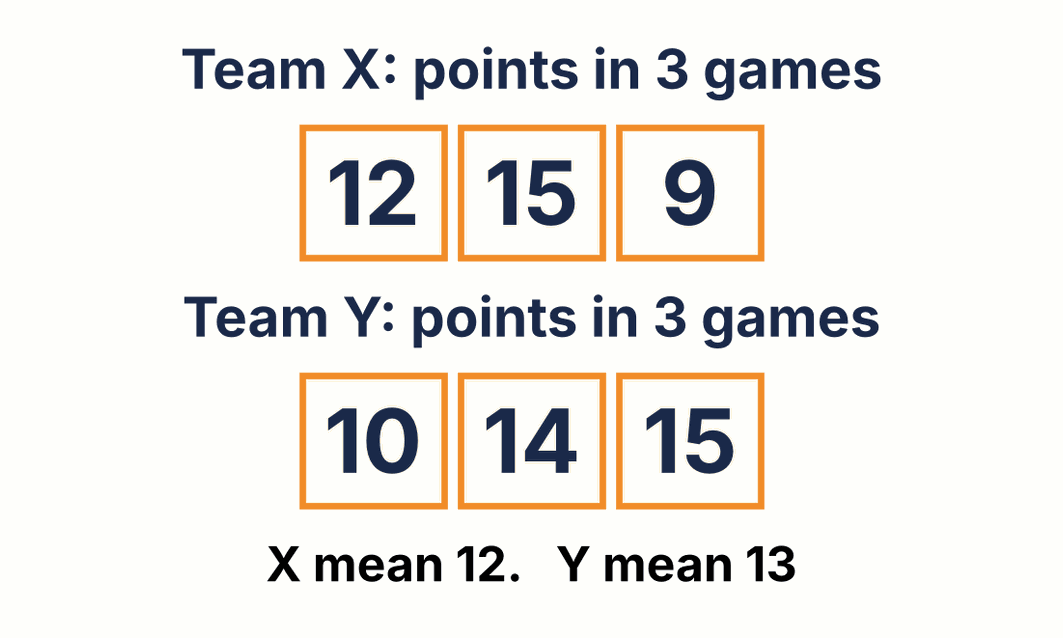 Team X: points in 3 games
12 15 9
Team Y: points in 3 games
10 14 15
X mean 12. Y mean 13